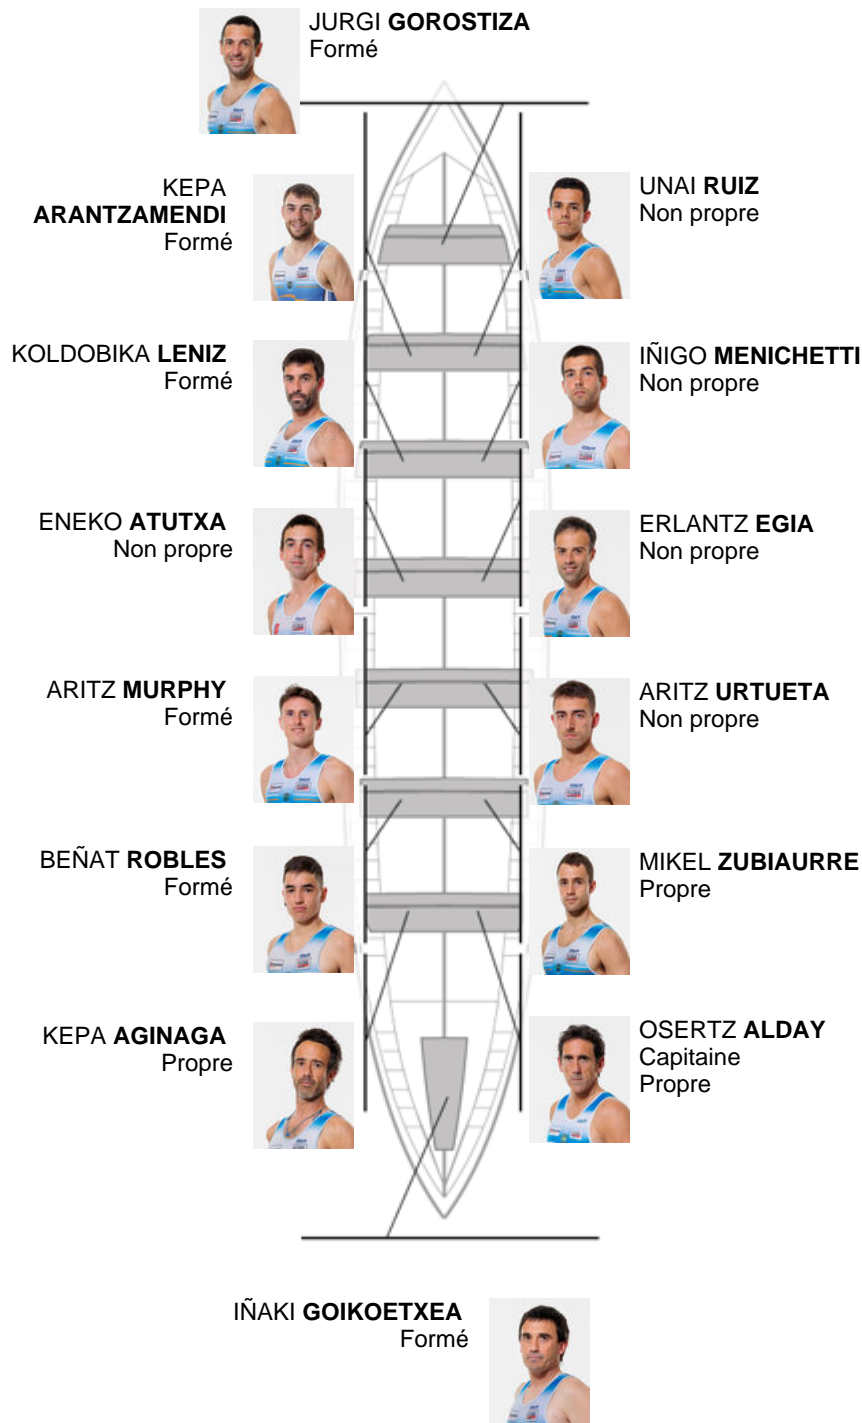 JURGI GOROSTIZA
Formé
KEPA
ARANTZAMENDI
Formé
UNAI RUIZ
Non propre
KOLDOBIKA LENIZ
Formé
IÑIGO MENICHETTI
Non propre
ENEKO ATUTXA
Non propre
ERLANTZ EGIA
Non propre
ARITZ MURPHY
Formé
ARITZ URTUETA
Non propre
BEÑAT ROBLES
Formé
MIKEL ZUBIAURRE
Propre
KEPA AGINAGA
Propre
OSERTZ ALDAY
Capitaine
Propre
IÑAKI GOIKOETXEA
Formé